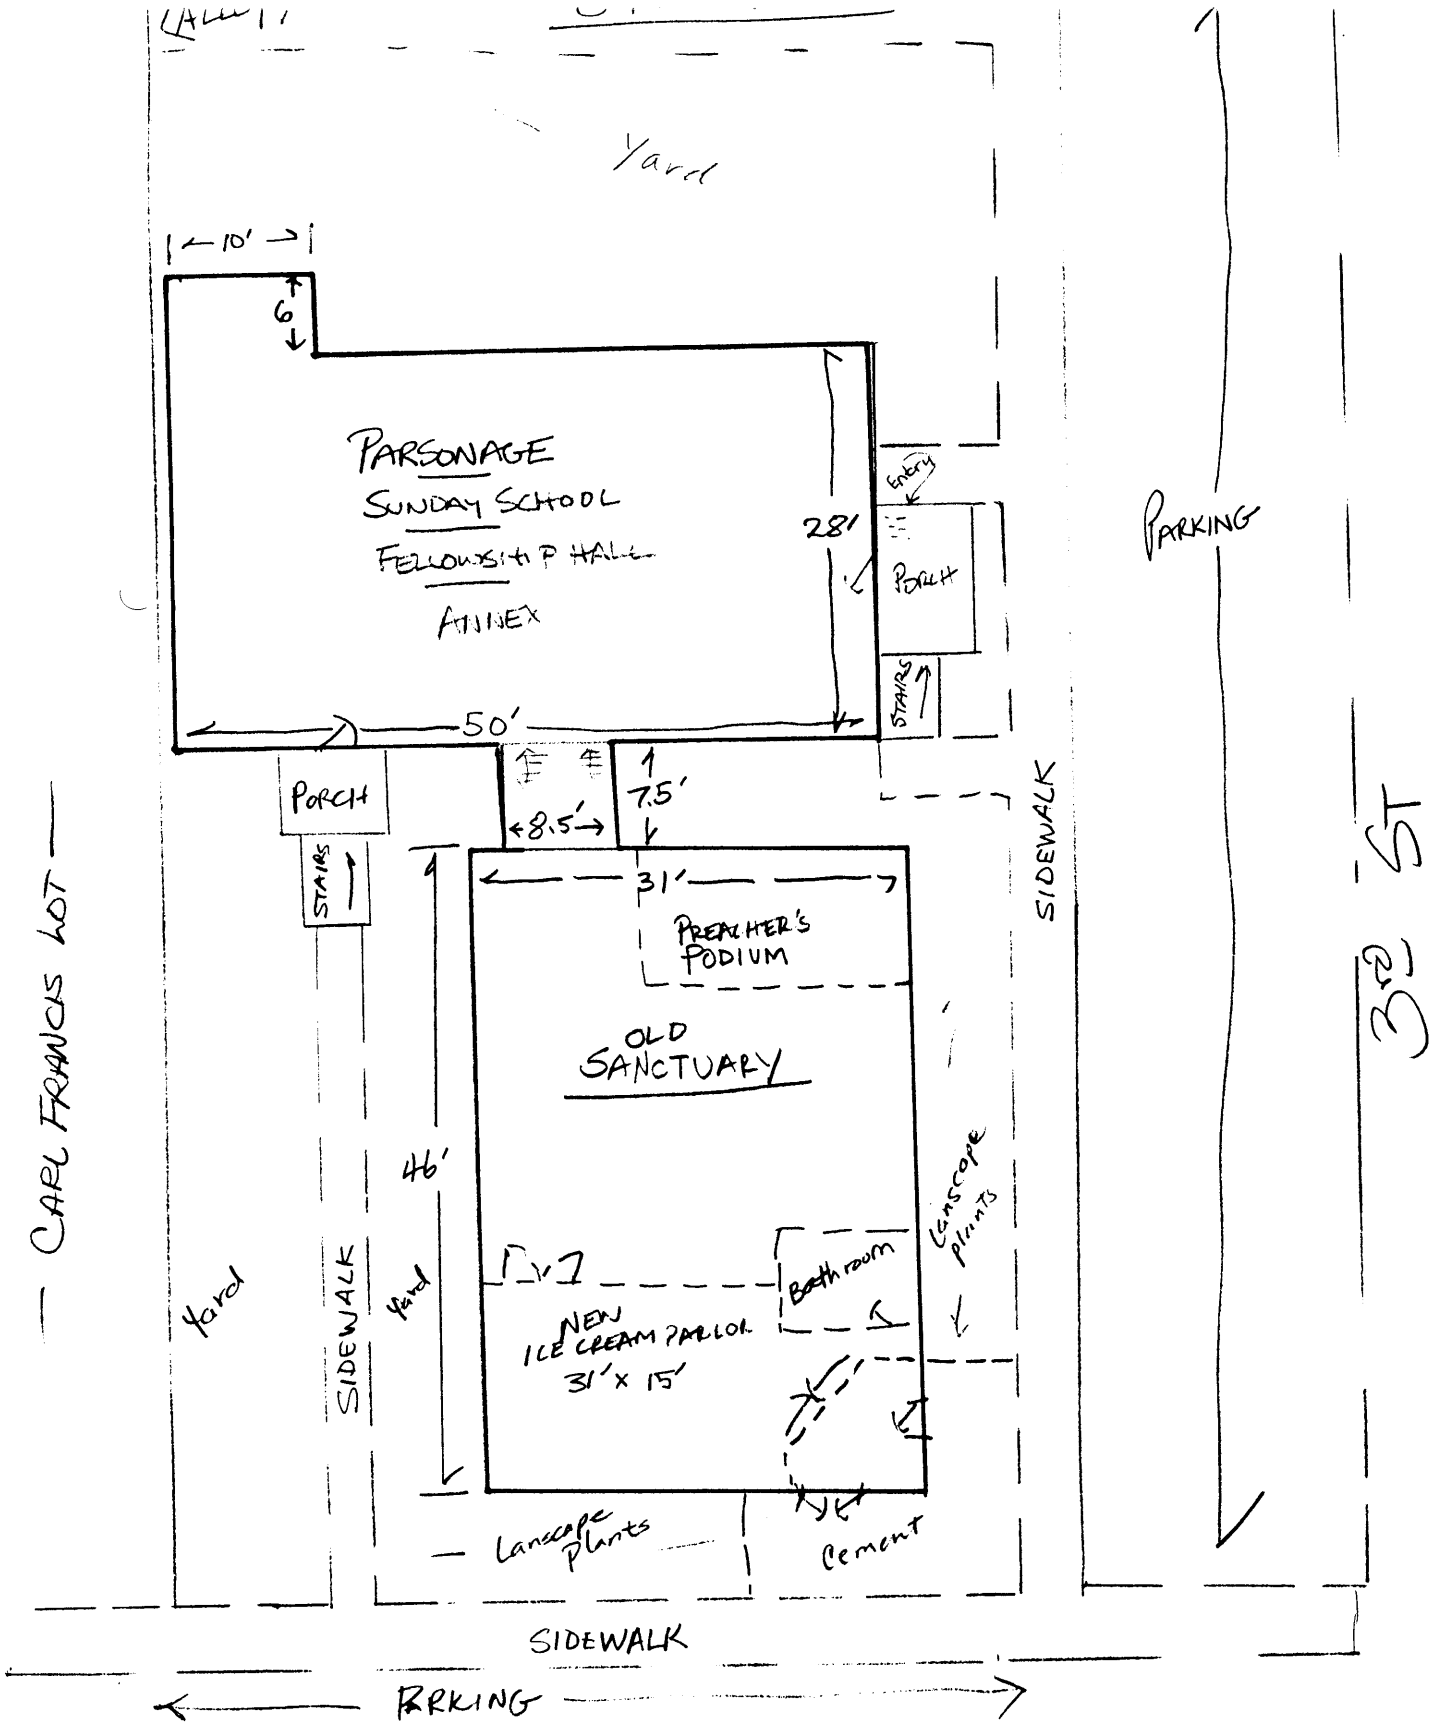 Yard
10'
6
PARSONAGE
SUNDAY SCHOOL
FELLOWSHIP HALL
ANNEX
28'
Entry
PORCH
STAIRS
PARKING
50'
7.5'
8.5'
PORCH
STAIRS
31'
PREACHER'S
PODIUM
OLD
SANCTUARY
46'
SIDEWALK
3RD ST
CARL FRANCIS LOT
Lanscape
plants
Bathroom
NEW
ICE CREAM PARLOR
31' x 15'
Yard
SIDEWALK
Yard
Lanscape
plants
Cement
SIDEWALK
PARKING